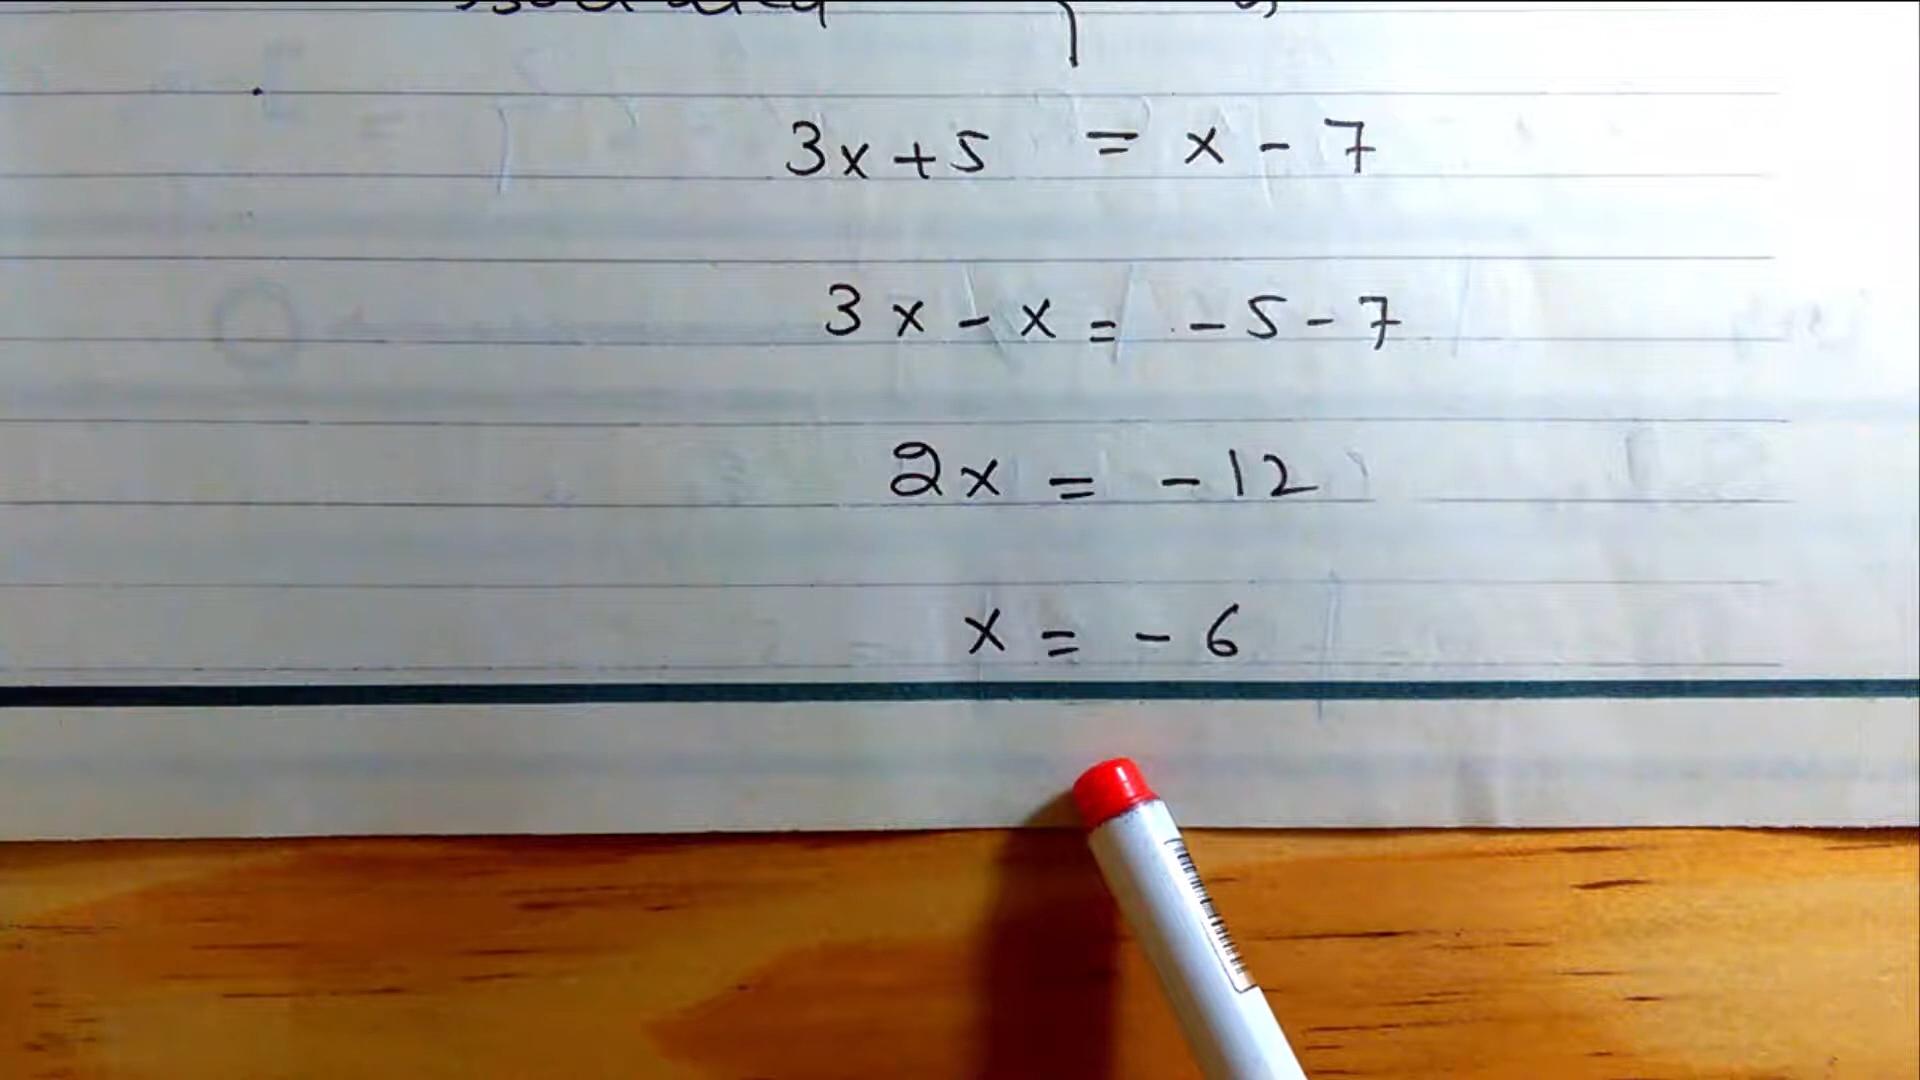 3x + 5 = x - 7
3x - x = - 5 - 7
2x = - 12
x = - 6